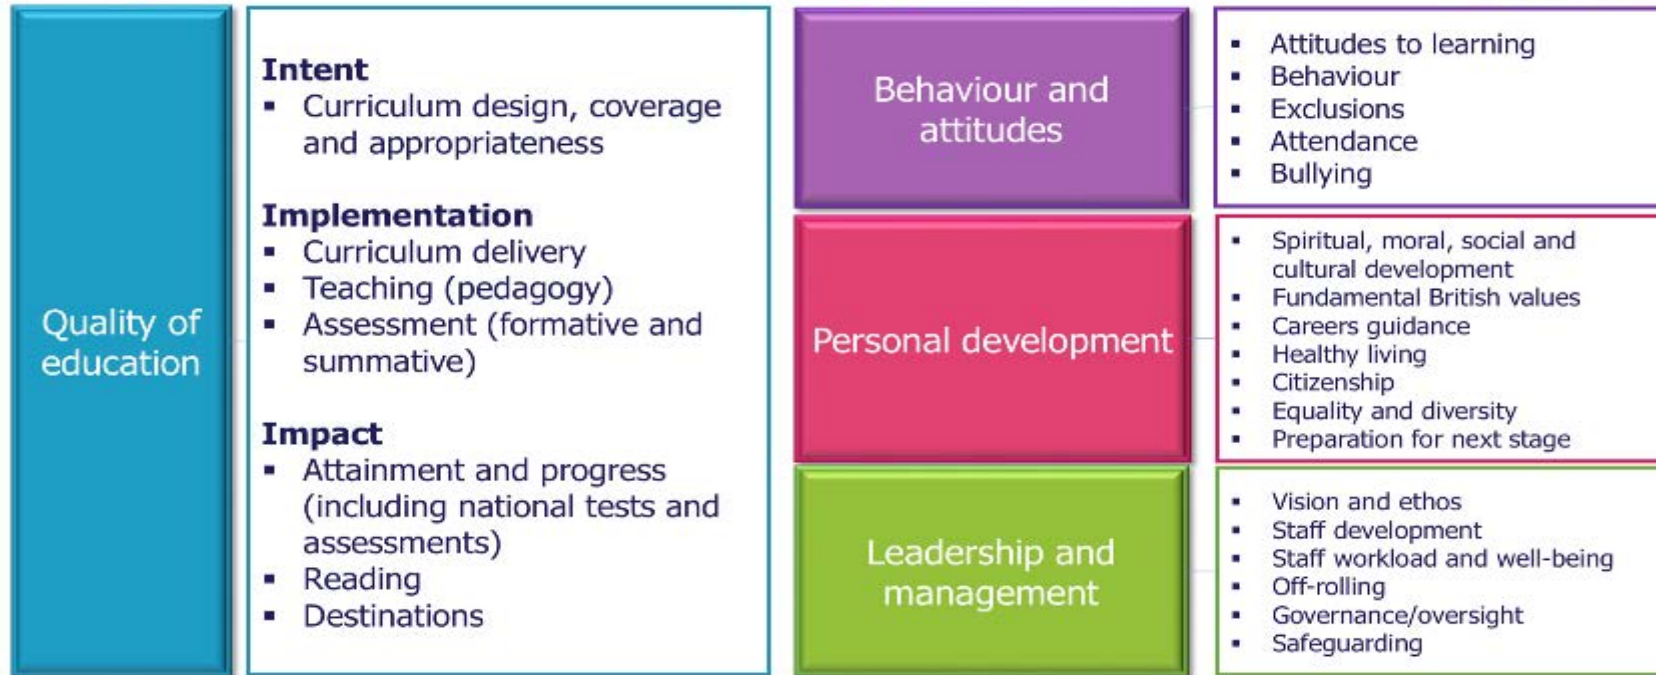 Quality of
education
Intent
▪ Curriculum design, coverage
and appropriateness
Implementation
▪ Curriculum delivery
▪ Teaching (pedagogy)
▪ Assessment (formative and
summative)
Impact
▪ Attainment and progress
(including national tests and
assessments)
▪ Reading
▪ Destinations
Behaviour and
attitudes
▪ Attitudes to learning
▪ Behaviour
▪ Exclusions
▪ Attendance
▪ Bullying
Personal development
▪ Spiritual, moral, social and
cultural development
▪ Fundamental British values
▪ Careers guidance
▪ Healthy living
▪ Citizenship
▪ Equality and diversity
▪ Preparation for next stage
Leadership and
management
▪ Vision and ethos
▪ Staff development
▪ Staff workload and well-being
▪ Off-rolling
▪ Governance/oversight
▪ Safeguarding